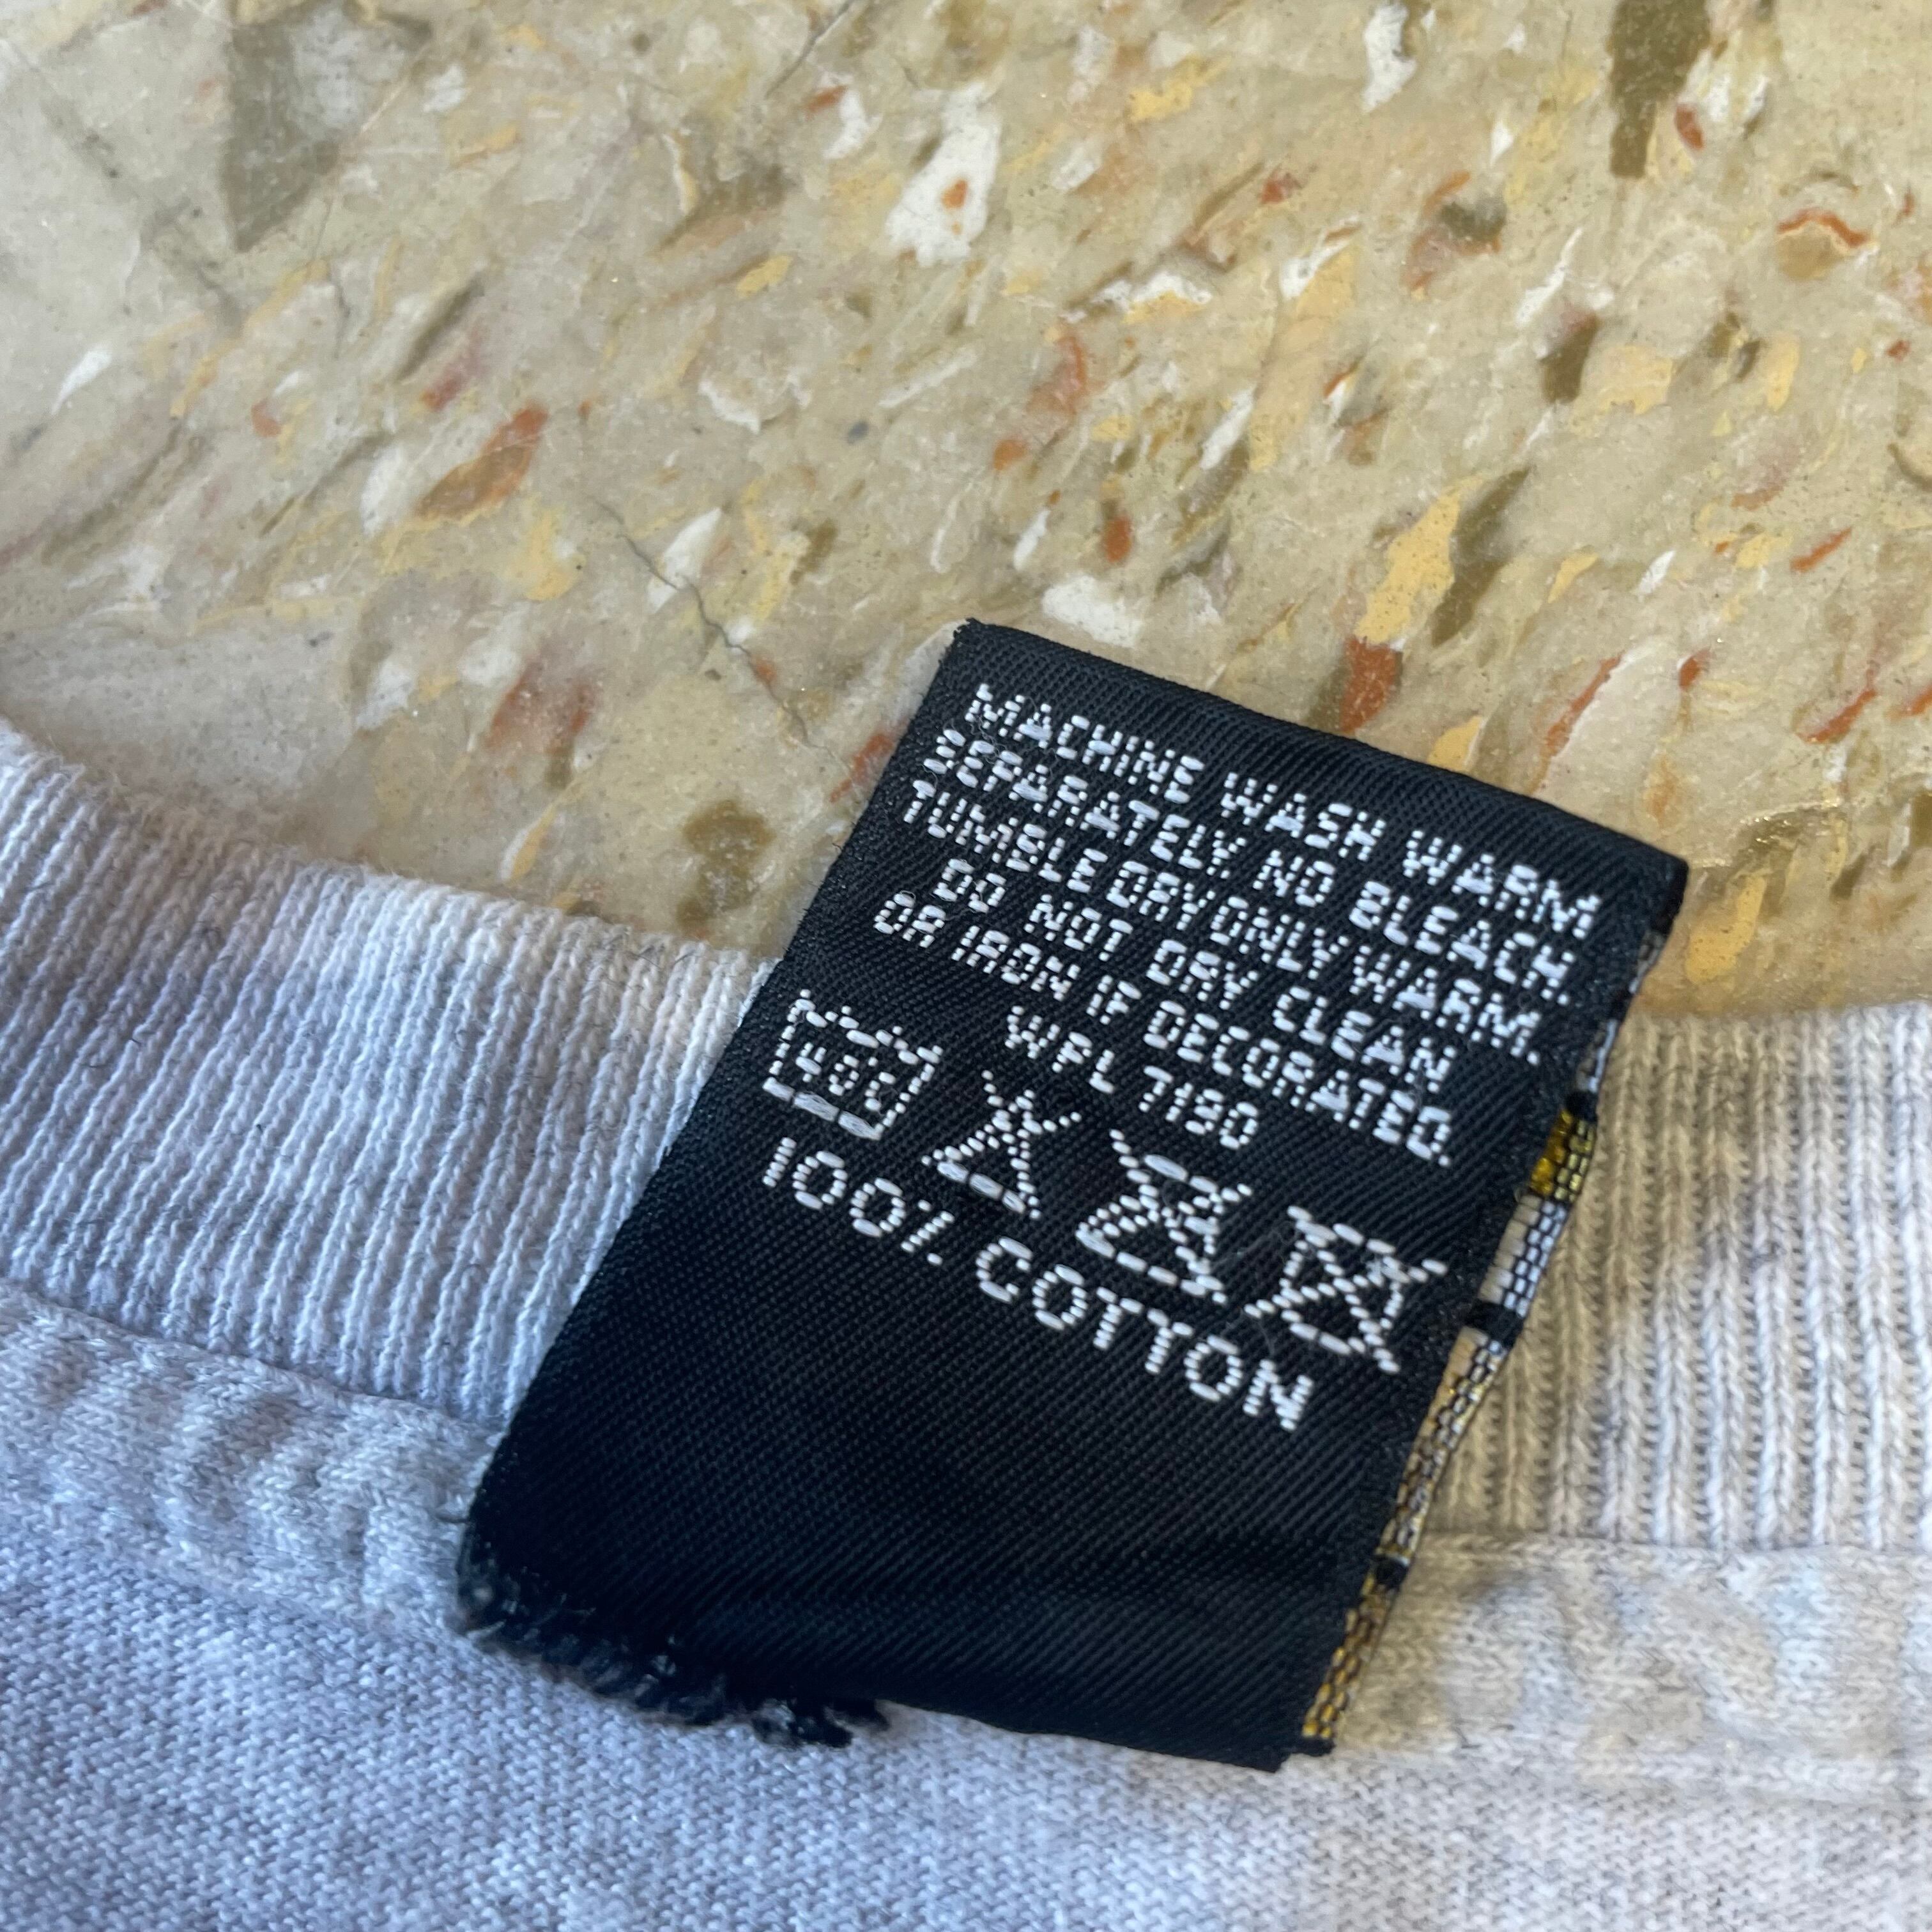 MACHINE WASH WARM
SEPARATELY. NO BLEACH.
TUMBLE DRY ONLY WARM.
DO NOT DRY CLEAN
OR IRON IF DECORATED.
WPL 7190
40C
100% COTTON